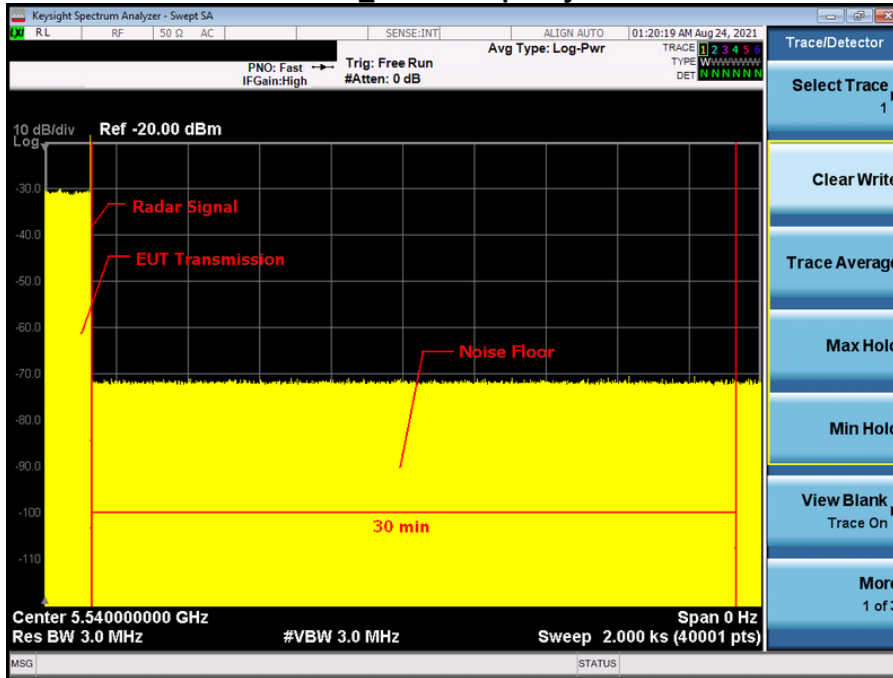 Keysight Spectrum Analyzer - Swept SA
LXI RL RF 50 Ω AC SENSE:INT ALIGN AUTO 01:20:19 AM Aug 24, 2021
Avg Type: Log-Pwr TRACE 1 2 3 4 5 6
PNO: Fast Trig: Free Run TYPE W
IFGain:High #Atten: 0 dB DET N N N N N N
Trace/Detector
Select Trace
1
Clear Write
Trace Average
Max Hold
Min Hold
View Blank
Trace On
More
1 of 3
10 dB/div Ref -20.00 dBm
Log
-30.0
Radar Signal
-40.0
EUT Transmission
-50.0
-60.0
Noise Floor
-70.0
-80.0
-90.0
-100
30 min
-110
Center 5.540000000 GHz Span 0 Hz
Res BW 3.0 MHz #VBW 3.0 MHz Sweep 2.000 ks (40001 pts)
MSG STATUS